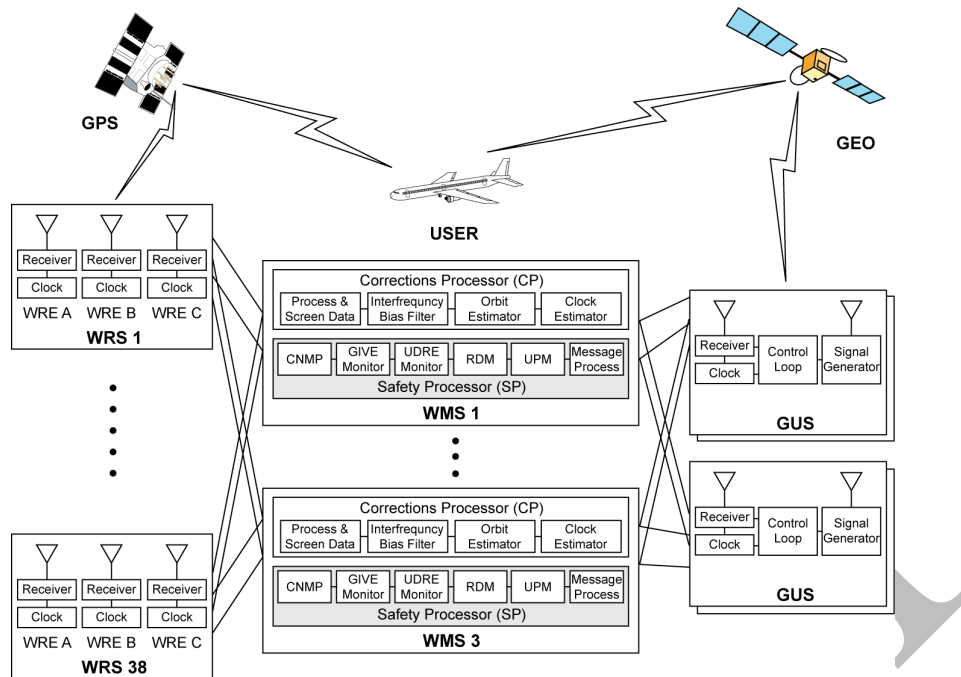 GPS
GEO
USER
Receiver Receiver Receiver
Clock Clock Clock
WRE A WRE B WRE C
WRS 1
Receiver Receiver Receiver
Clock Clock Clock
WRE A WRE B WRE C
WRS 38
Corrections Processor (CP)
Process & Interfrequncy Orbit Clock
Screen Data Bias Filter Estimator Estimator
CNMP GIVE UDRE RDM UPM Message
Monitor Monitor Process
Safety Processor (SP)
WMS 1
Corrections Processor (CP)
Process & Interfrequncy Orbit Clock
Screen Data Bias Filter Estimator Estimator
CNMP GIVE UDRE RDM UPM Message
Monitor Monitor Process
Safety Processor (SP)
WMS 3
Receiver Control Signal
Clock Loop Generator
GUS
Receiver Control Signal
Clock Loop Generator
GUS